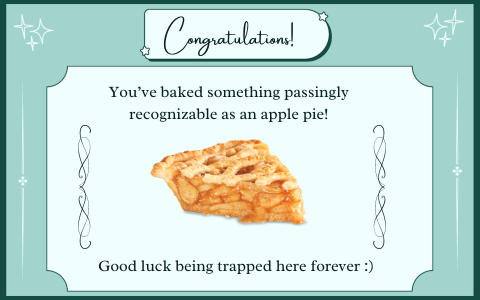 Congratulations!
You’ve baked something passingly
recognizable as an apple pie!
Good luck being trapped here forever :)